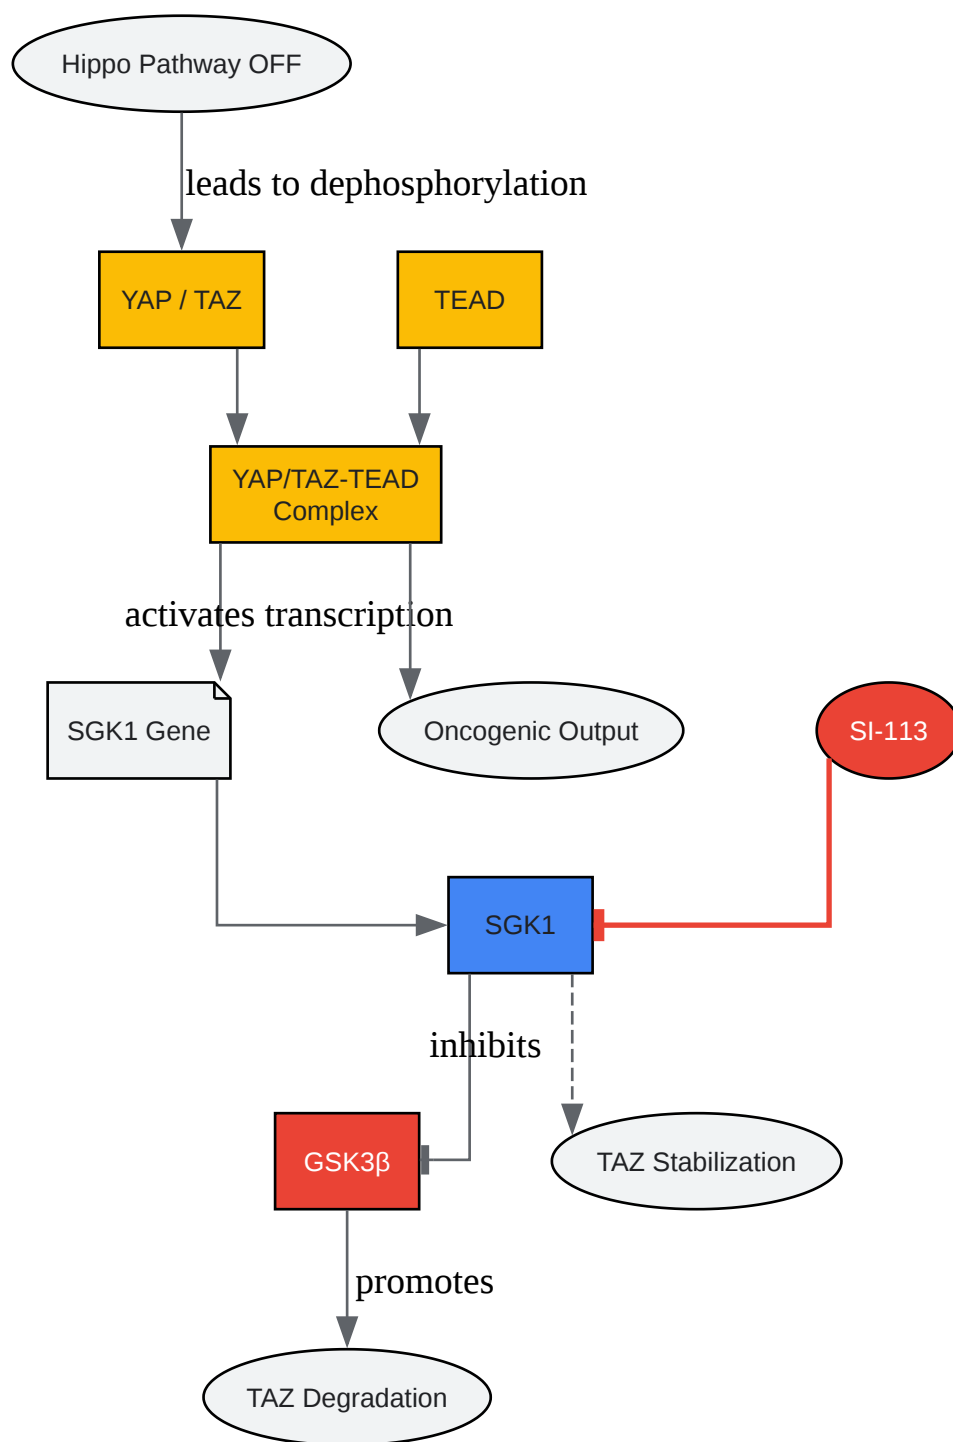 Hippo Pathway OFF
leads to dephosphorylation
YAP / TAZ
TEAD
YAP/TAZ-TEAD
Complex
activates transcription
SGK1 Gene
Oncogenic Output
SI-113
SGK1
inhibits
GSK3β
TAZ Stabilization
promotes
TAZ Degradation